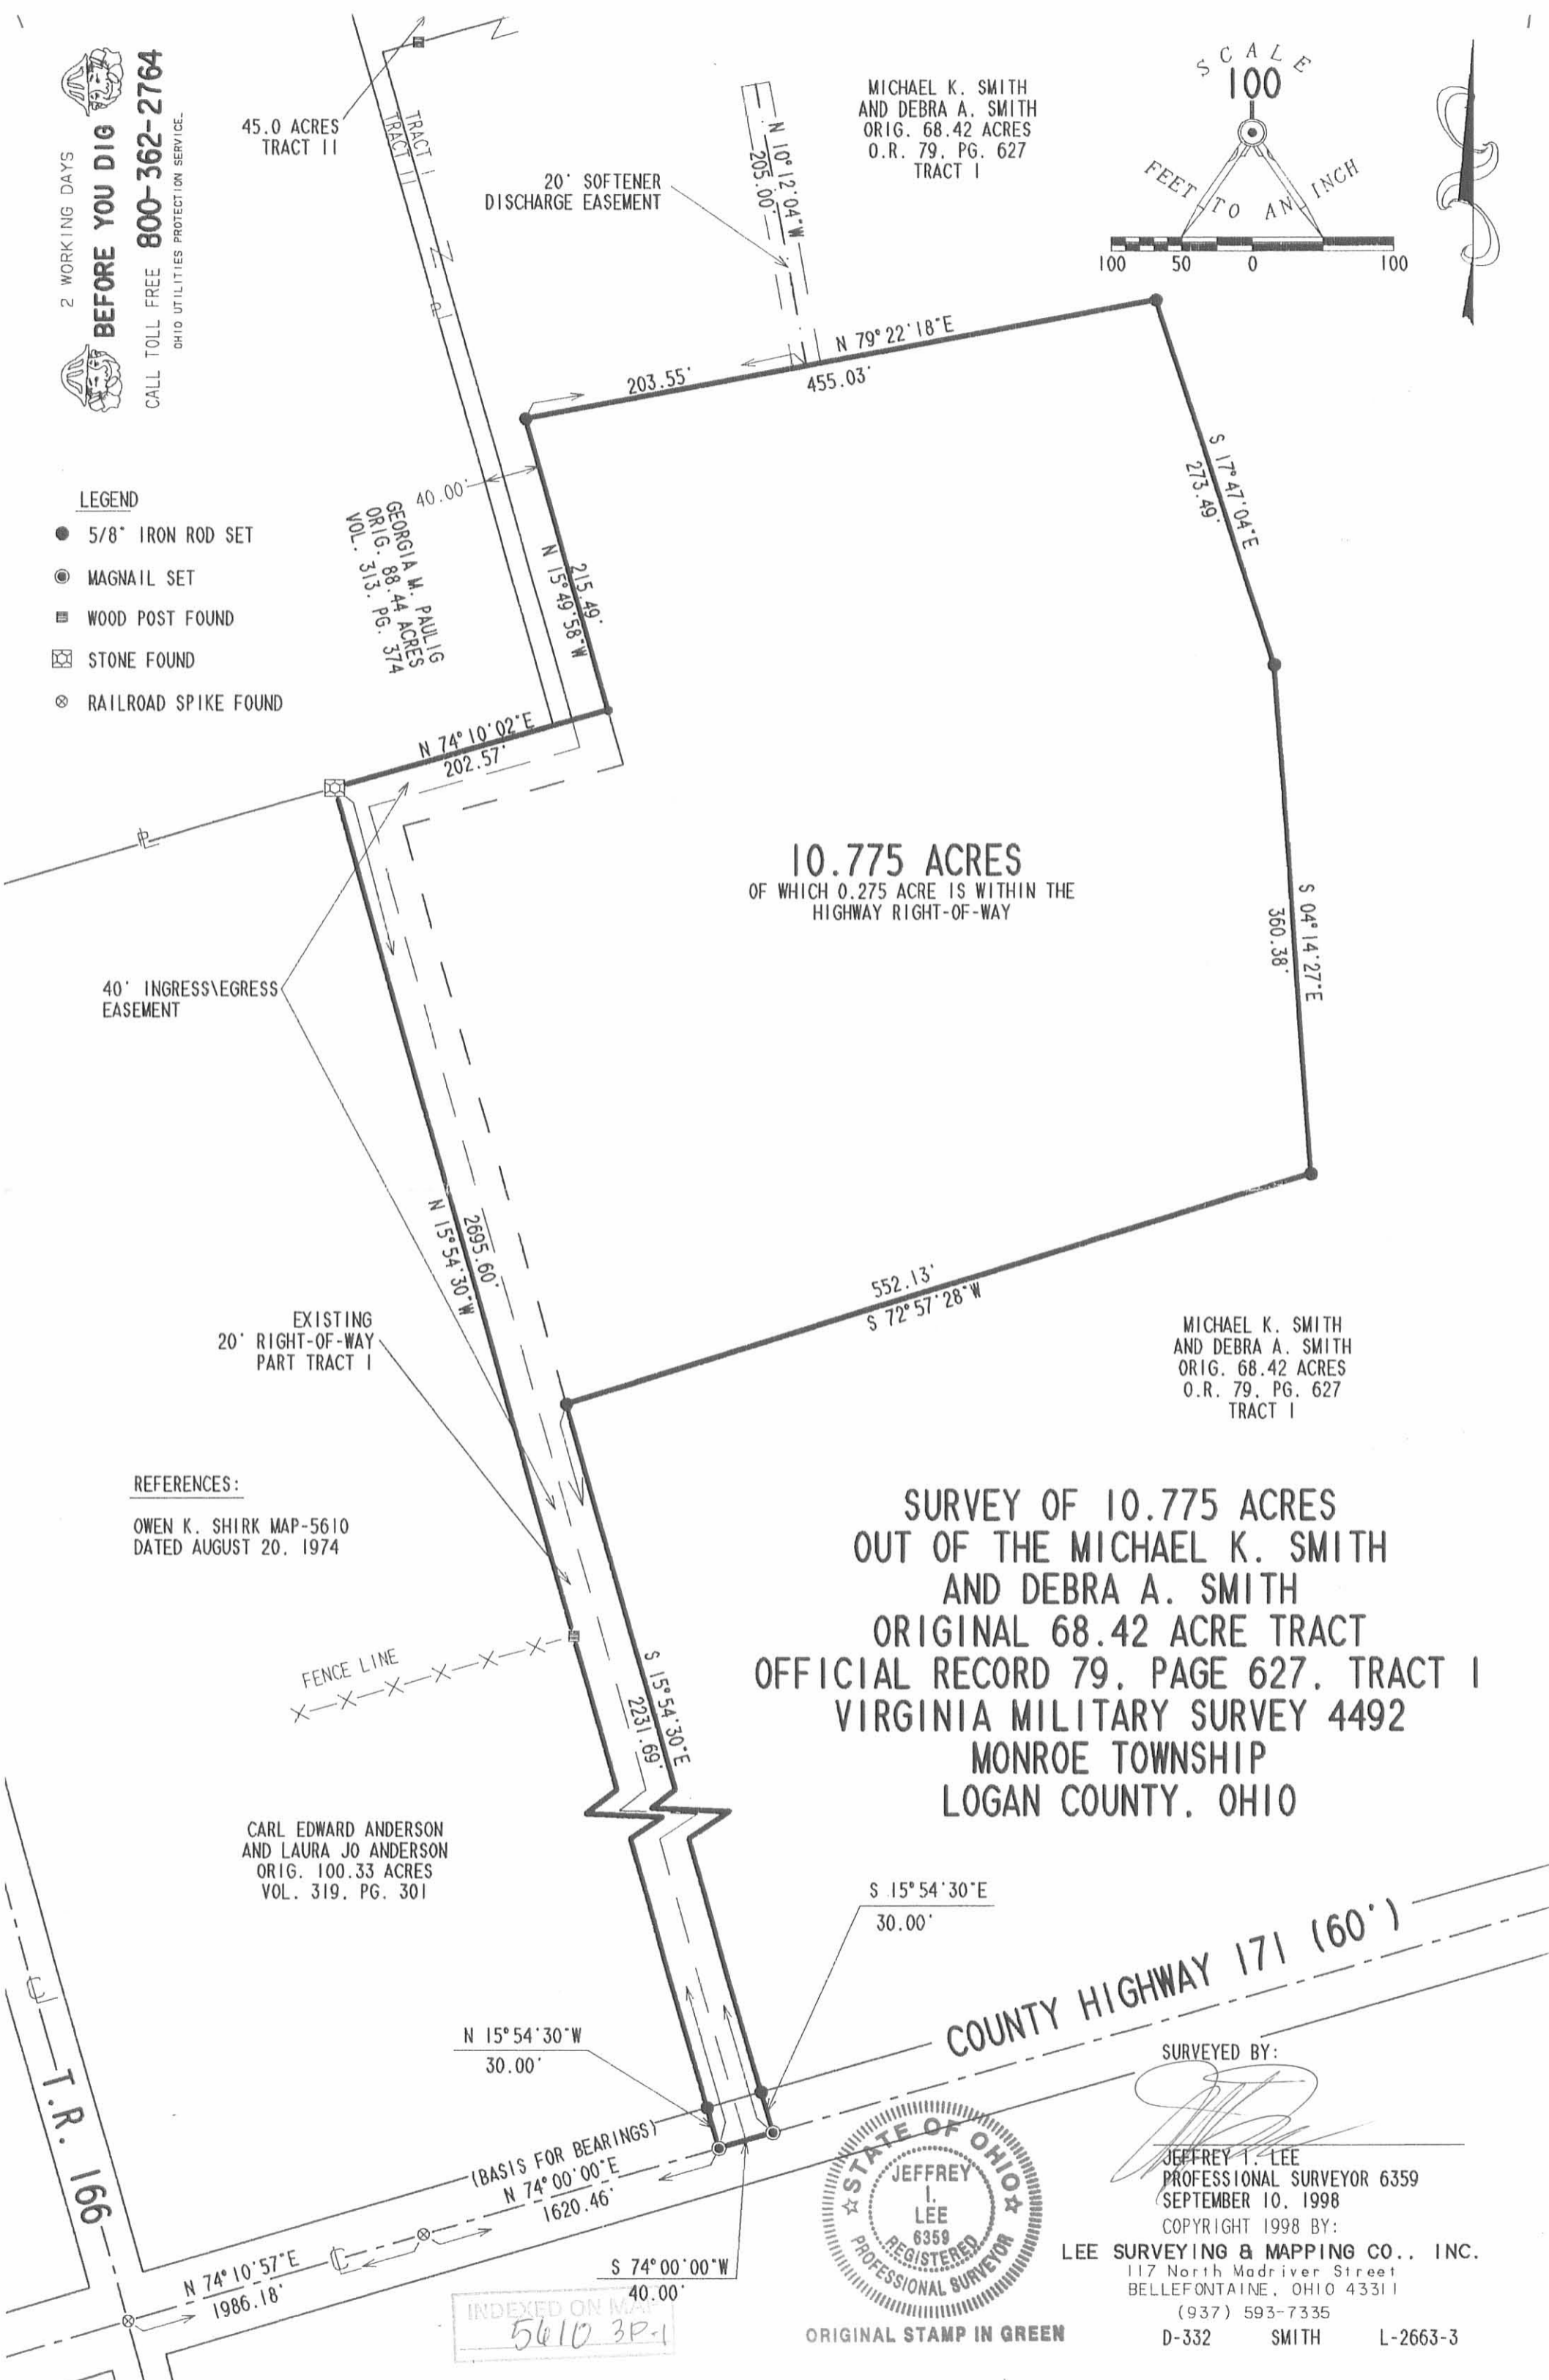 2 WORKING DAYS
BEFORE YOU DIG
CALL TOLL FREE 800-362-2764
OHIO UTILITIES PROTECTION SERVICE.
45.0 ACRES
TRACT II
TRACT I
TRACT II
20' SOFTENER
DISCHARGE EASEMENT
N 10°12'04"W
205.00'
MICHAEL K. SMITH
AND DEBRA A. SMITH
ORIG. 68.42 ACRES
O.R. 79, PG. 627
TRACT I
SCALE
100
FEET TO AN INCH
100 50 0 100
N 79°22'18"E
203.55'
455.03'
S 17°47'04"E
273.49'
LEGEND
5/8" IRON ROD SET
MAGNAIL SET
WOOD POST FOUND
STONE FOUND
RAILROAD SPIKE FOUND
40.00'
GEORGIA M. PAULIG
ORIG. 88.44 ACRES
VOL. 313, PG. 374
215.49'
N 15°49'58"W
N 74°10'02"E
202.57'
10.775 ACRES
OF WHICH 0.275 ACRE IS WITHIN THE
HIGHWAY RIGHT-OF-WAY
S 04°14'27"E
360.38'
40' INGRESS\EGRESS
EASEMENT
2695.60'
N 15°54'30"W
552.13'
S 72°57'28"W
EXISTING
20' RIGHT-OF-WAY
PART TRACT I
MICHAEL K. SMITH
AND DEBRA A. SMITH
ORIG. 68.42 ACRES
O.R. 79, PG. 627
TRACT I
REFERENCES:
OWEN K. SHIRK MAP-5610
DATED AUGUST 20, 1974
SURVEY OF 10.775 ACRES
OUT OF THE MICHAEL K. SMITH
AND DEBRA A. SMITH
ORIGINAL 68.42 ACRE TRACT
OFFICIAL RECORD 79, PAGE 627, TRACT I
VIRGINIA MILITARY SURVEY 4492
MONROE TOWNSHIP
LOGAN COUNTY, OHIO
FENCE LINE
S 15°54'30"E
2231.69'
CARL EDWARD ANDERSON
AND LAURA JO ANDERSON
ORIG. 100.33 ACRES
VOL. 319, PG. 301
S 15°54'30"E
30.00'
COUNTY HIGHWAY 171 (60')
N 15°54'30"W
30.00'
T.R. 166
(BASIS FOR BEARINGS)
N 74°00'00"E
1620.46'
N 74°10'57"E
1986.18'
S 74°00'00"W
40.00'
INDEXED ON MAP
5610 3P-1
STATE OF OHIO
JEFFREY
I.
LEE
6359
REGISTERED
PROFESSIONAL SURVEYOR
ORIGINAL STAMP IN GREEN
SURVEYED BY:
JEFFREY I. LEE
PROFESSIONAL SURVEYOR 6359
SEPTEMBER 10, 1998
COPYRIGHT 1998 BY:
LEE SURVEYING & MAPPING CO., INC.
117 North Madriver Street
BELLEFONTAINE, OHIO 43311
(937) 593-7335
D-332 SMITH L-2663-3